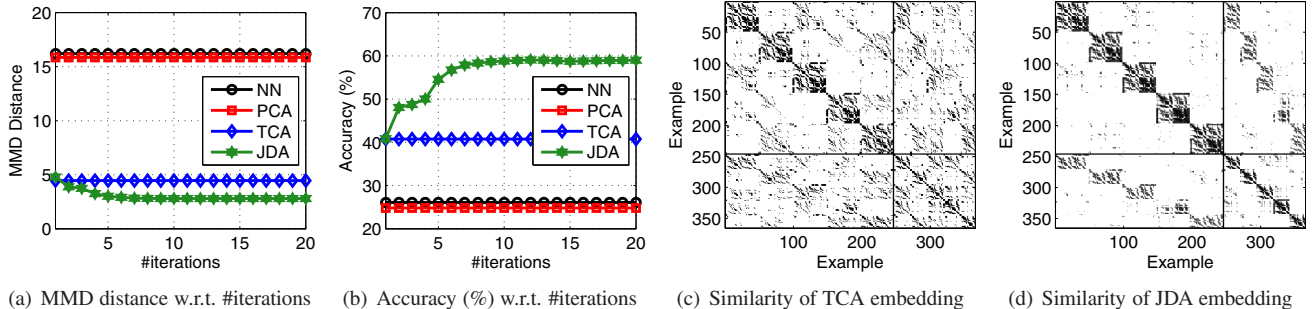 20
15
10
5
0
MMD Distance
5
10
15
20
#iterations
NN
PCA
TCA
JDA
(a) MMD distance w.r.t. #iterations
70
60
50
40
30
20
Accuracy (%)
5
10
15
20
#iterations
NN
PCA
TCA
JDA
(b) Accuracy (%) w.r.t. #iterations
50
100
150
200
250
300
350
Example
100
200
300
Example
(c) Similarity of TCA embedding
50
100
150
200
250
300
350
Example
100
200
300
Example
(d) Similarity of JDA embedding